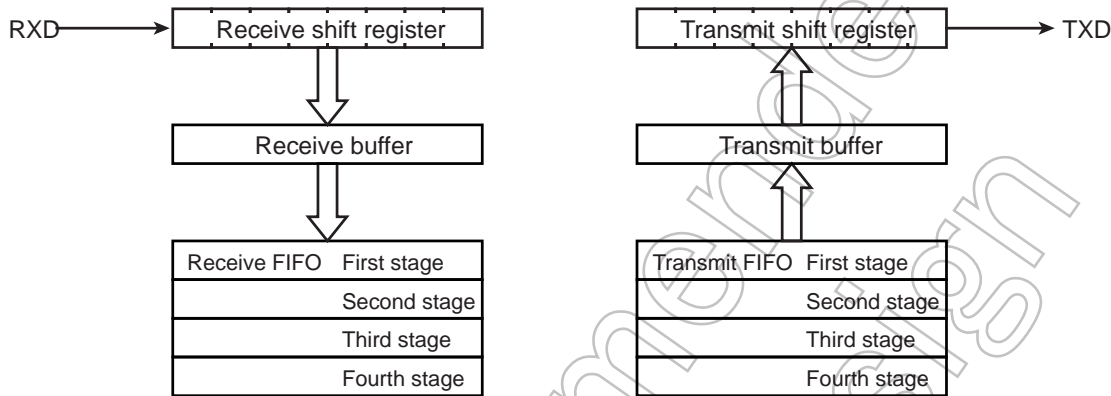 RXD
Receive shift register
Receive buffer
Receive FIFO First stage
Second stage
Third stage
Fourth stage
Transmit shift register
TXD
Transmit buffer
Transmit FIFO First stage
Second stage
Third stage
Fourth stage